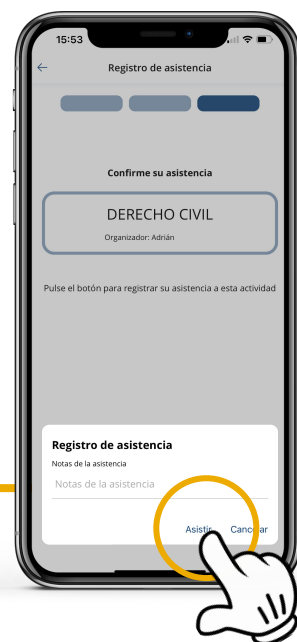 15:53
Registro de asistencia
Confirme su asistencia
DERECHO CIVIL
Organizador: Adrián
Pulse el botón para registrar su asistencia a esta actividad
Registro de asistencia
Notas de la asistencia
Notas de la asistencia
Asistir Cancelar